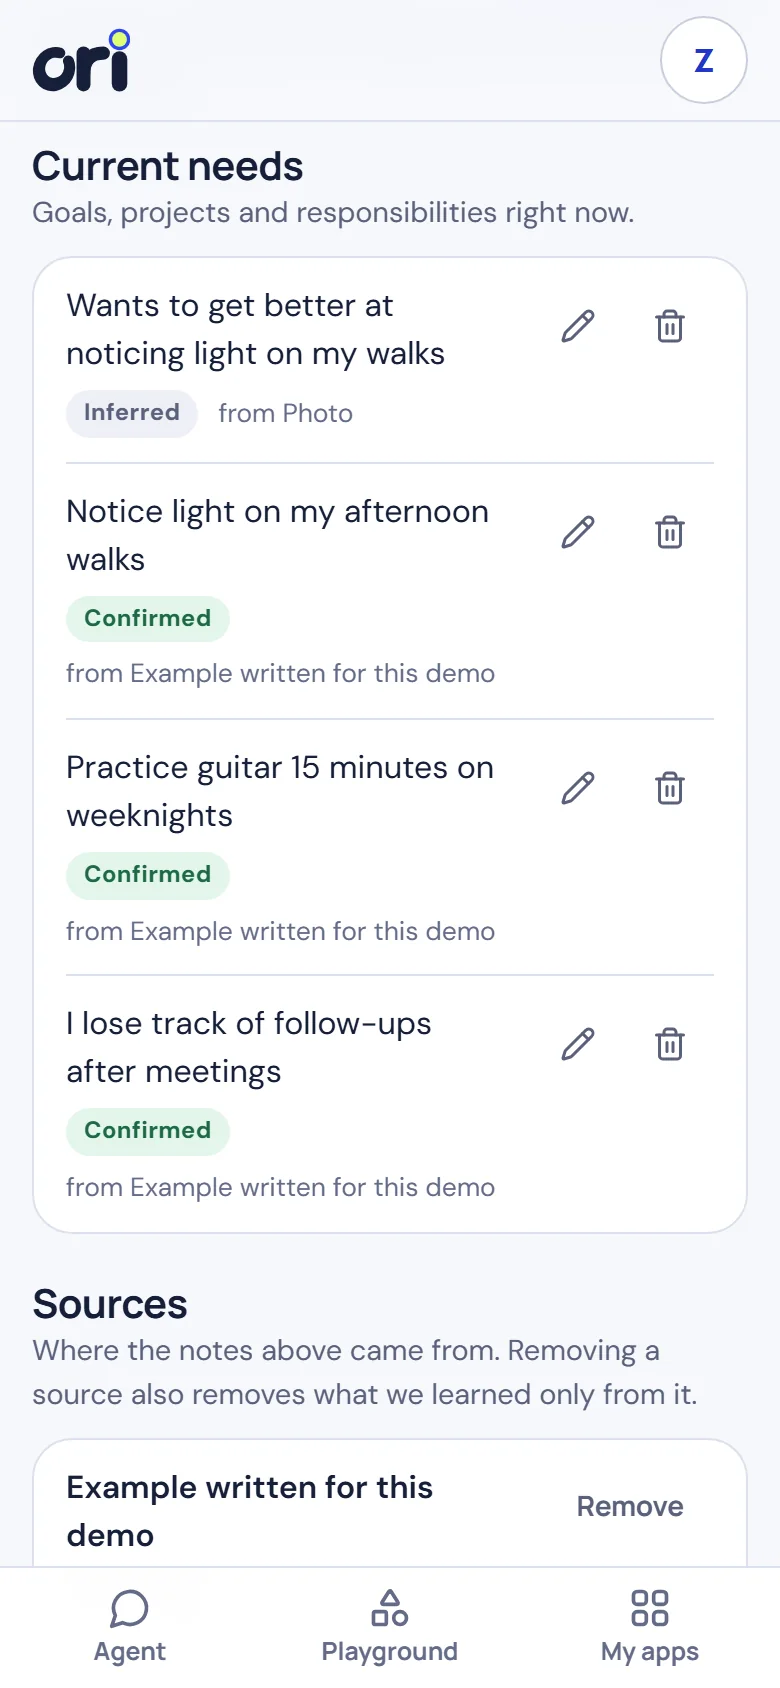 ori
Z
Current needs
Goals, projects and responsibilities right now.
Wants to get better at
noticing light on my walks
Inferred from Photo
Notice light on my afternoon
walks
Confirmed
from Example written for this demo
Practice guitar 15 minutes on
weeknights
Confirmed
from Example written for this demo
I lose track of follow-ups
after meetings
Confirmed
from Example written for this demo
Sources
Where the notes above came from. Removing a
source also removes what we learned only from it.
Example written for this
demo
Remove
Agent Playground My apps